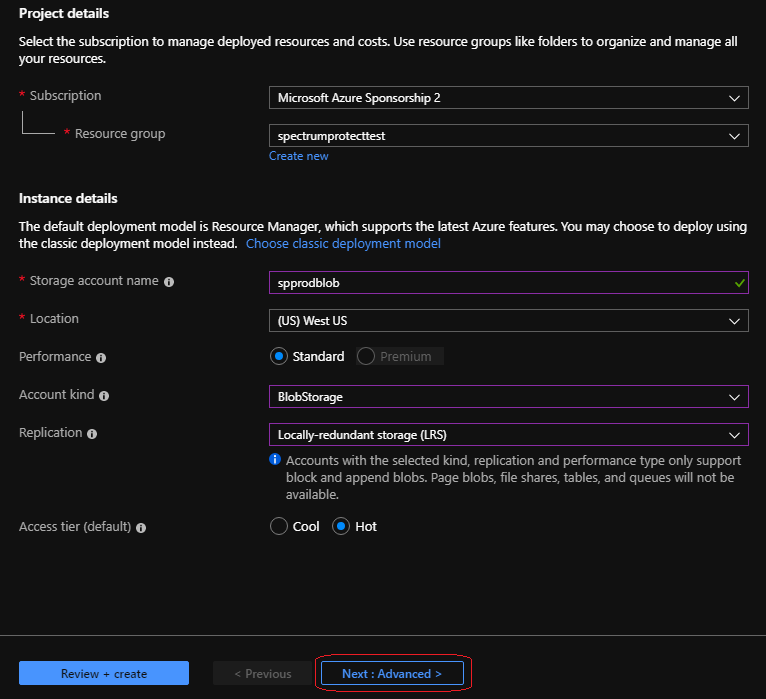 Project details
Select the subscription to manage deployed resources and costs. Use resource groups like folders to organize and manage all
your resources.
* Subscription
Microsoft Azure Sponsorship 2
* Resource group
spectrumprotecttest
Create new
Instance details
The default deployment model is Resource Manager, which supports the latest Azure features. You may choose to deploy using
the classic deployment model instead. Choose classic deployment model
* Storage account name
spprodblob
* Location
(US) West US
Performance
Standard Premium
Account kind
BlobStorage
Replication
Locally-redundant storage (LRS)
Accounts with the selected kind, replication and performance type only support
block and append blobs. Page blobs, file shares, tables, and queues will not be
available.
Access tier (default)
Cool Hot
Review + create < Previous Next : Advanced >